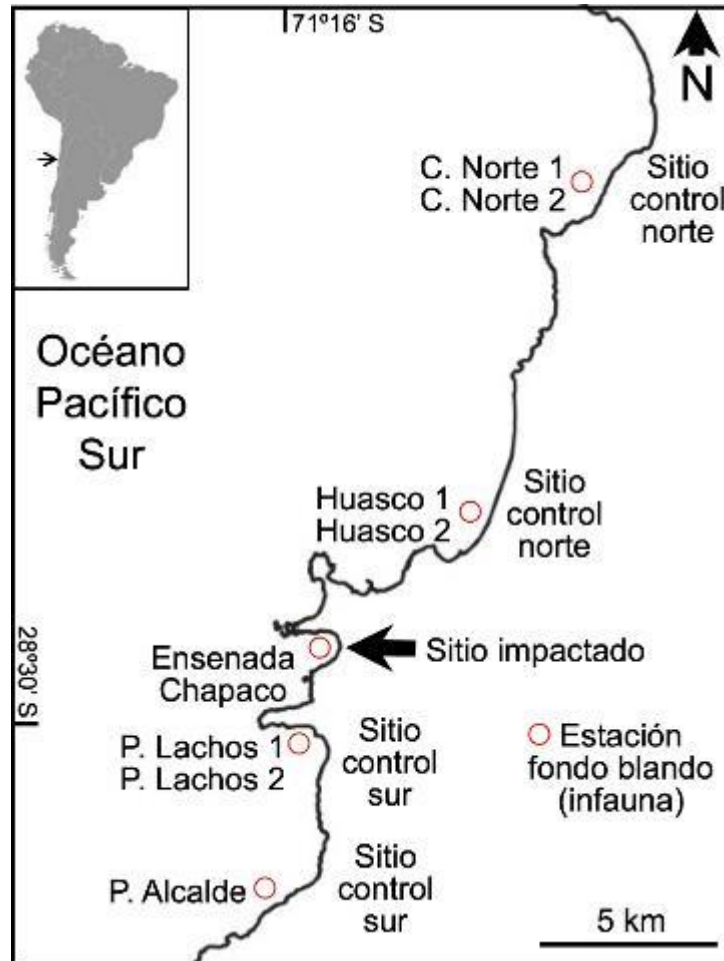 71º16' S
N
C. Norte 1
C. Norte 2
Sitio
control
norte
Océano
Pacífico
Sur
Huasco 1
Huasco 2
Sitio
control
norte
28º30' S
Ensenada
Chapaco
Sitio impactado
P. Lachos 1
P. Lachos 2
Sitio
control
sur
Estación
fondo blando
(infauna)
P. Alcalde
Sitio
control
sur
5 km